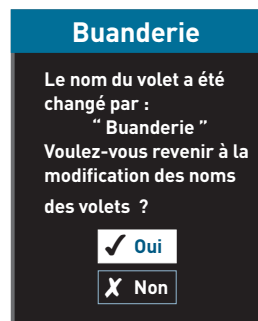 Buanderie
Le nom du volet a été
changé par :
“ Buanderie ”
Voulez-vous revenir à la
modification des noms
des volets ?
✓ Oui
✗ Non